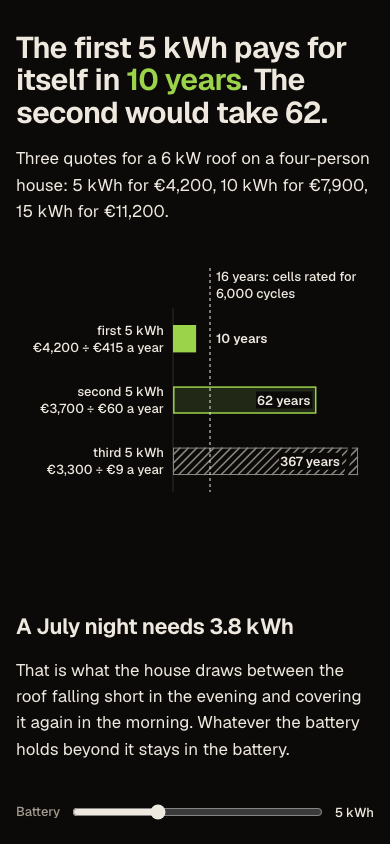 The first 5 kWh pays for
itself in 10 years. The
second would take 62.
Three quotes for a 6 kW roof on a four-person
house: 5 kWh for €4,200, 10 kWh for €7,900,
15 kWh for €11,200.
16 years: cells rated for
6,000 cycles
first 5 kWh
€4,200 ÷ €415 a year
10 years
second 5 kWh
€3,700 ÷ €60 a year
62 years
third 5 kWh
€3,300 ÷ €9 a year
367 years
A July night needs 3.8 kWh
That is what the house draws between the
roof falling short in the evening and covering
it again in the morning. Whatever the battery
holds beyond it stays in the battery.
Battery
5 kWh